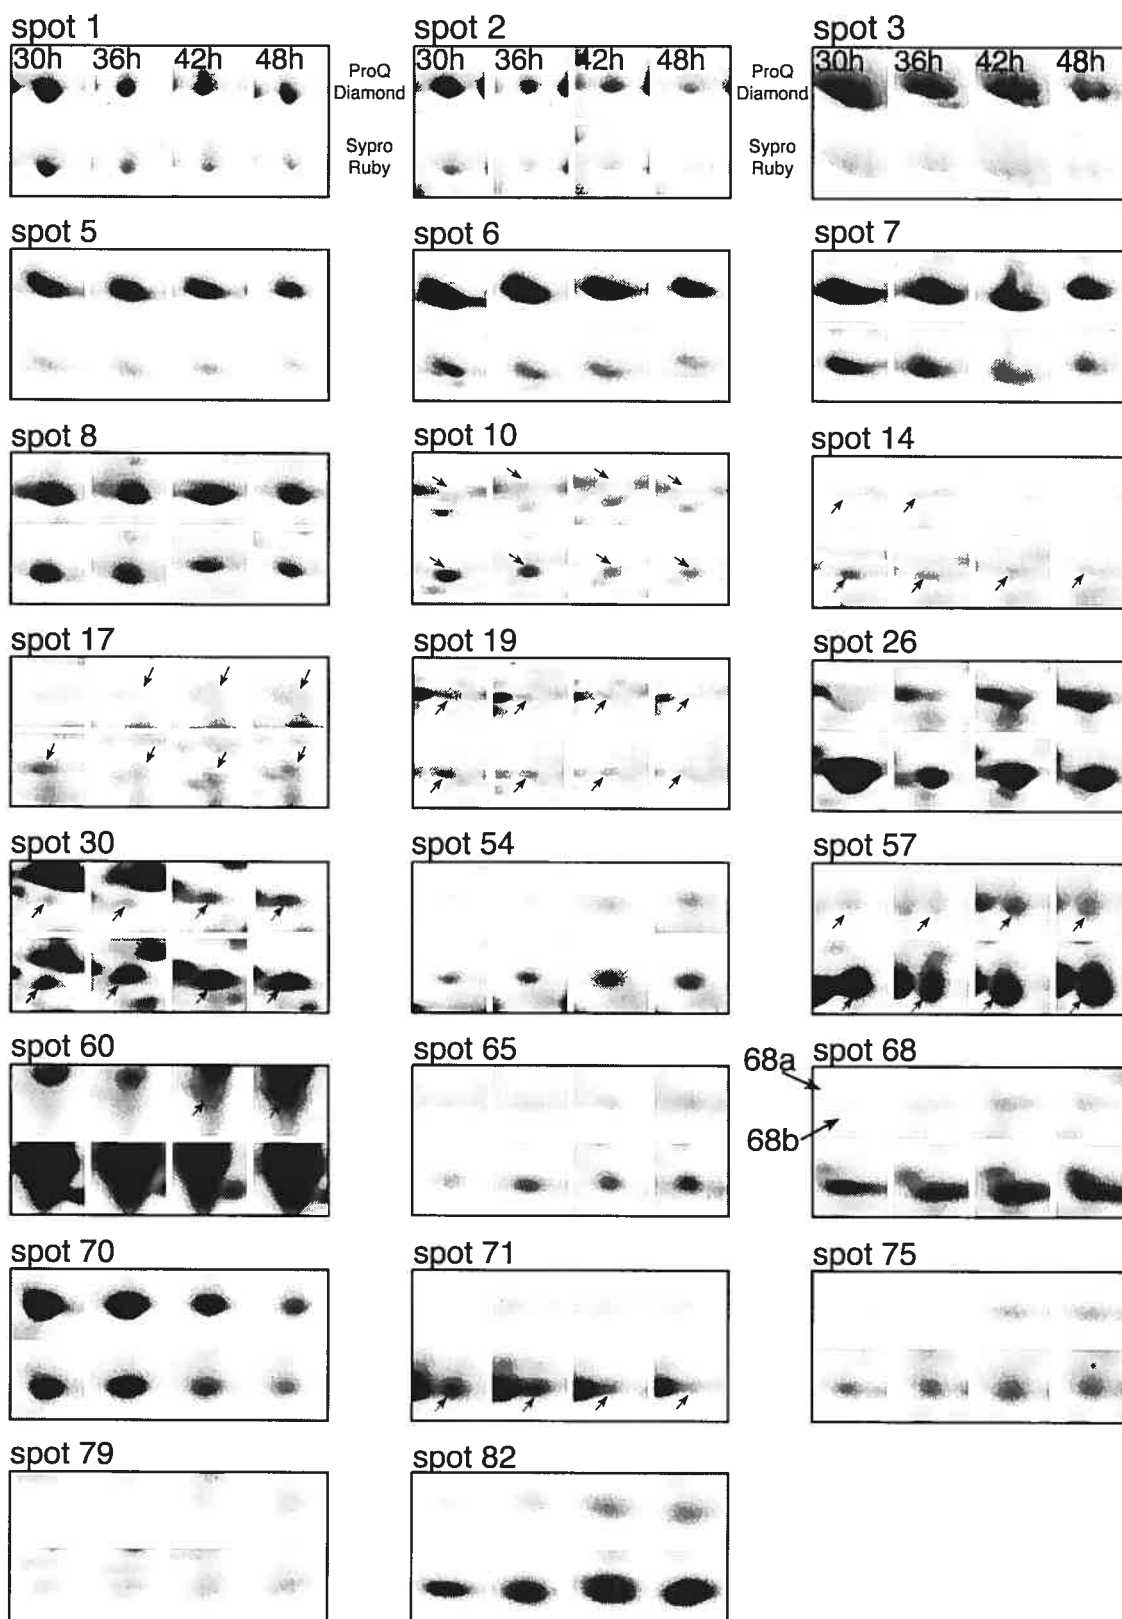 spot 1
spot 2
spot 3
30h 36h 42h 48h
ProQ
Diamond
Sypro
Ruby
30h 36h 42h 48h
ProQ
Diamond
Sypro
Ruby
30h 36h 42h 48h
spot 5
spot 6
spot 7
spot 8
spot 10
spot 14
spot 17
spot 19
spot 26
spot 30
spot 54
spot 57
spot 60
spot 65
68a
spot 68
68b
spot 70
spot 71
spot 75
spot 79
spot 82